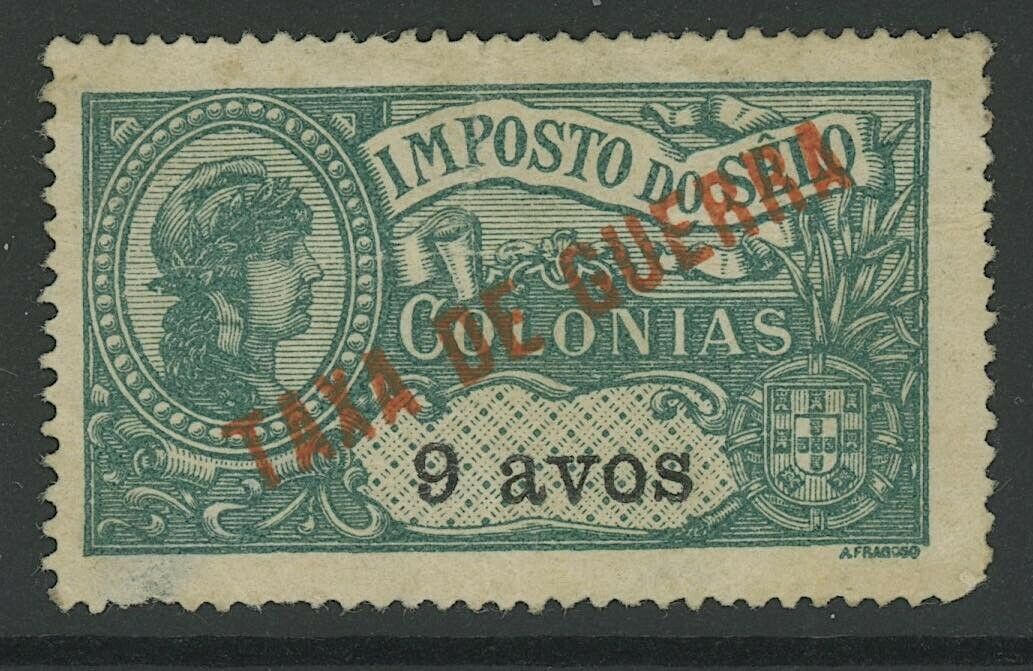 IMPOSTO DO SÊLO
TAXA DE GUERRA
COLONIAS
9 avos
A. FRAGOSO